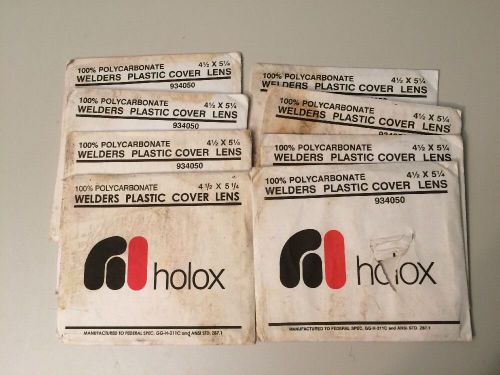 100% POLYCARBONATE 4½ X 5¼
WELDERS PLASTIC COVER LENS
934050
100% POLYCARBONATE 4½ X 5¼
WELDERS PLASTIC COVER LENS
934050
100% POLYCARBONATE 4½ X 5¼
WELDERS PLASTIC COVER LENS
934050
100% POLYCARBONATE 4 1/2 X 5 1/4
WELDERS PLASTIC COVER LENS
holox
MANUFACTURED TO FEDERAL SPEC. GG-H-211C and ANSI STD. Z87.1
100% POLYCARBONATE 4½ X 5¼
WELDERS PLASTIC COVER LENS
100% POLYCARBONATE 4½ X 5¼
WELDERS PLASTIC COVER LENS
934050
100% POLYCARBONATE 4½ X 5¼
WELDERS PLASTIC COVER LENS
100% POLYCARBONATE 4½ X 5¼
WELDERS PLASTIC COVER LENS
934050
holox
MANUFACTURED TO FEDERAL SPEC. GG-H-211C and ANSI STD. Z87.1